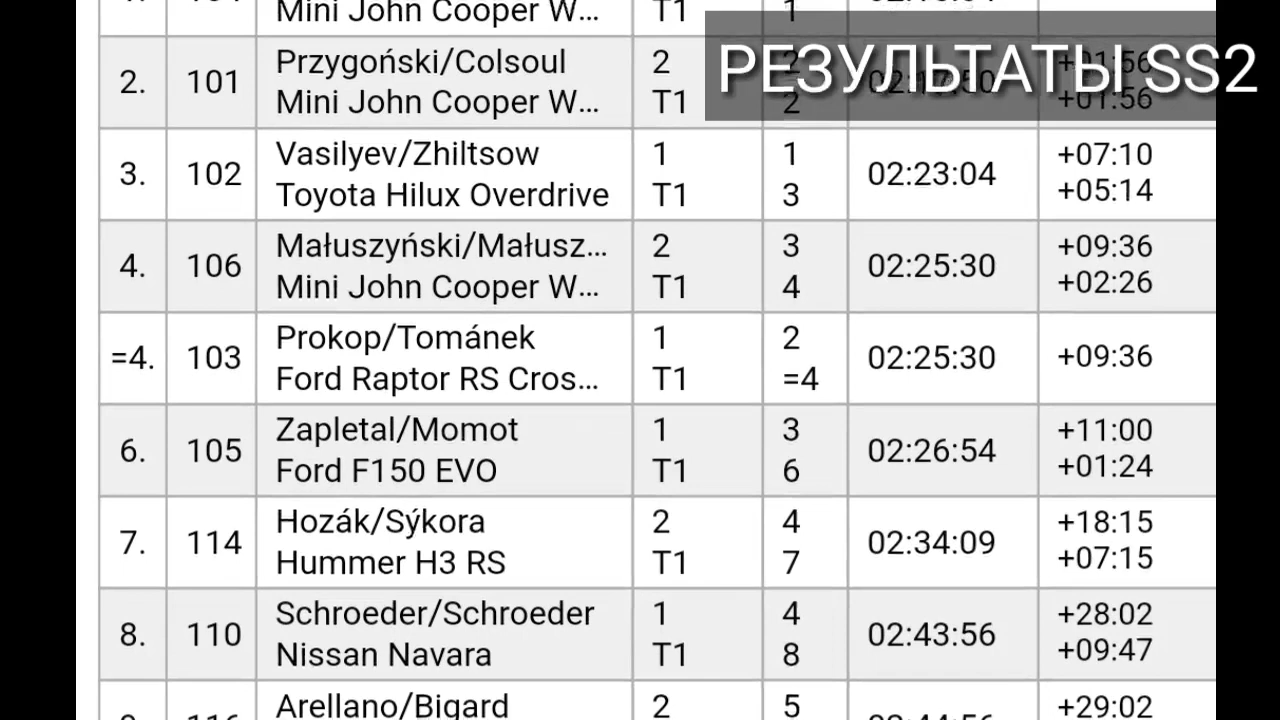 Mini John Cooper W... T1 1
РЕЗУЛЬТАТЫ SS2
2. 101 Przygoński/Colsoul 2 2 02:17:50 +01:56
Mini John Cooper W... T1 2 +01:56
3. 102 Vasilyev/Zhiltsow 1 1 02:23:04 +07:10
Toyota Hilux Overdrive T1 3 +05:14
4. 106 Małuszyński/Małusz... 2 3 02:25:30 +09:36
Mini John Cooper W... T1 4 +02:26
=4. 103 Prokop/Tománek 1 2 02:25:30 +09:36
Ford Raptor RS Cros... T1 =4
6. 105 Zapletal/Momot 1 3 02:26:54 +11:00
Ford F150 EVO T1 6 +01:24
7. 114 Hozák/Sýkora 2 4 02:34:09 +18:15
Hummer H3 RS T1 7 +07:15
8. 110 Schroeder/Schroeder 1 4 02:43:56 +28:02
Nissan Navara T1 8 +09:47
Arellano/Bigard 2 5 +29:02